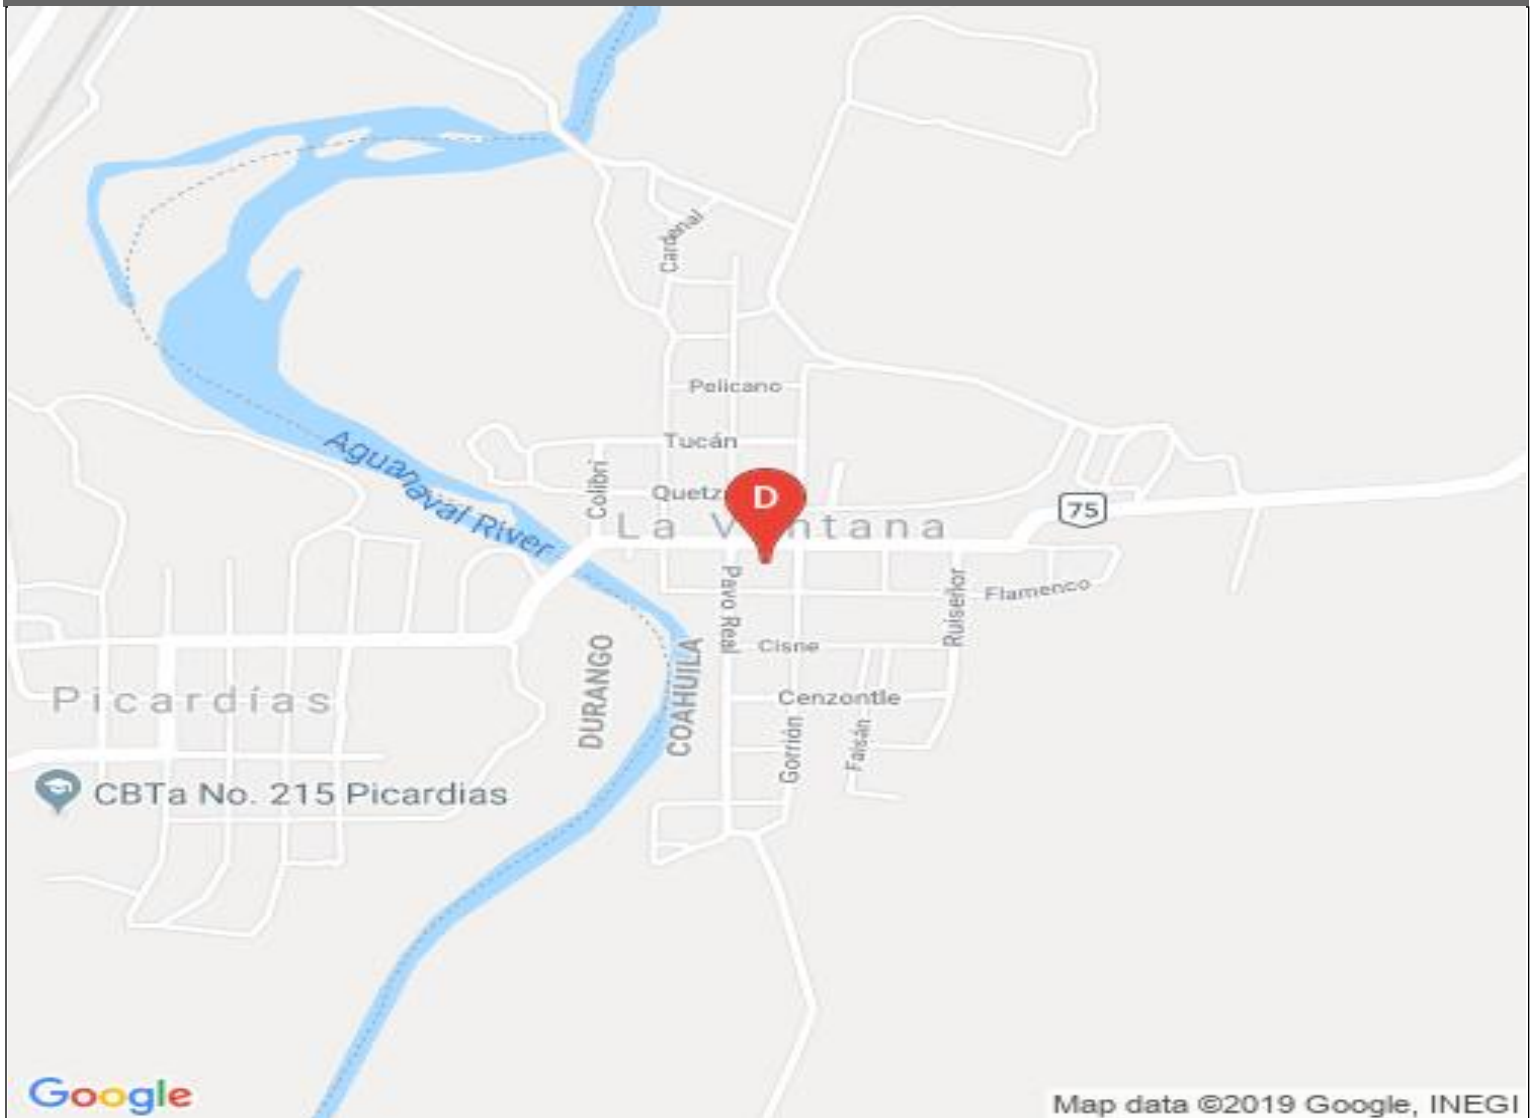 Cardenal
Pelicano
Tucán
Aguanaval River
Colibrí
Quetz
D
La Ventana
75
Pavo Real
Ruiseñor
Flamenco
DURANGO
COAHUILA
Cisne
Picardías
Cenzontle
Gorrión
Faisán
CBTa No. 215 Picardias
Google
Map data ©2019 Google, INEGI